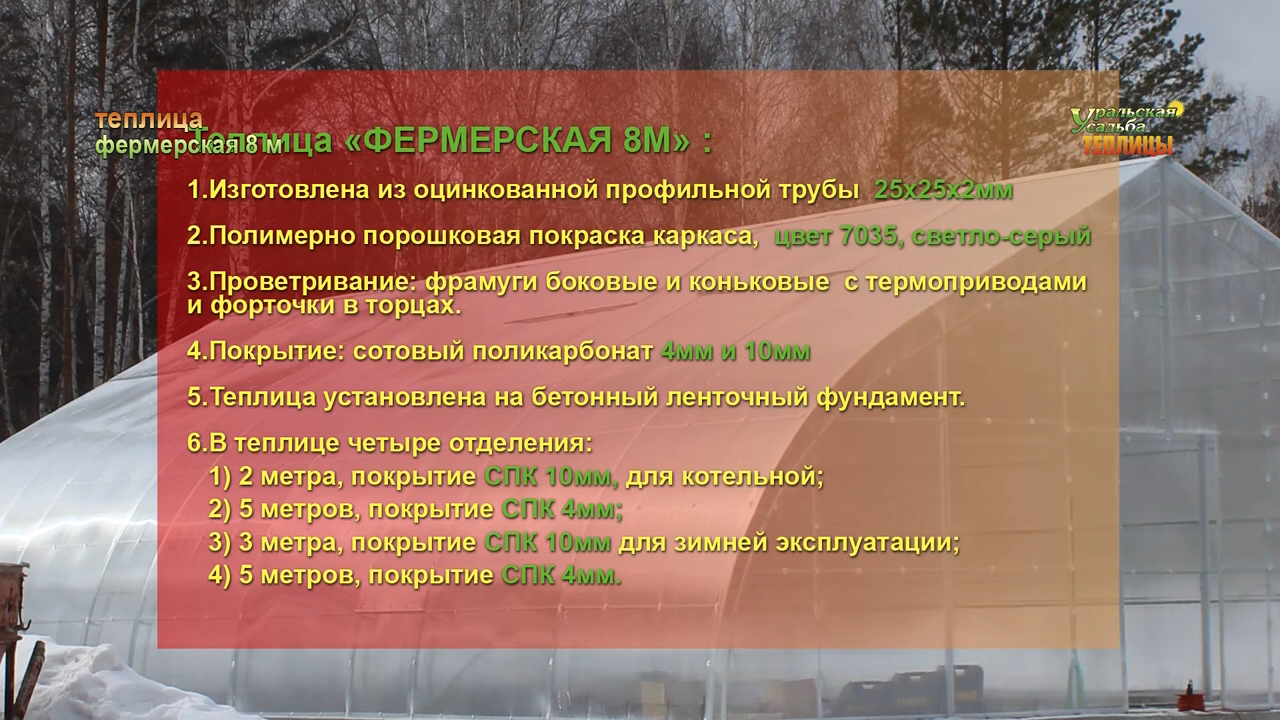 теплица
фермерская 8 м
Уральская
Усадьба
ТЕПЛИЦЫ
Теплица «ФЕРМЕРСКАЯ 8М» :
1.Изготовлена из оцинкованной профильной трубы 25х25х2мм
2.Полимерно порошковая покраска каркаса, цвет 7035, светло-серый
3.Проветривание: фрамуги боковые и коньковые с термоприводами
и форточки в торцах.
4.Покрытие: сотовый поликарбонат 4мм и 10мм
5.Теплица установлена на бетонный ленточный фундамент.
6.В теплице четыре отделения:
1) 2 метра, покрытие СПК 10мм, для котельной;
2) 5 метров, покрытие СПК 4мм;
3) 3 метра, покрытие СПК 10мм для зимней эксплуатации;
4) 5 метров, покрытие СПК 4мм.